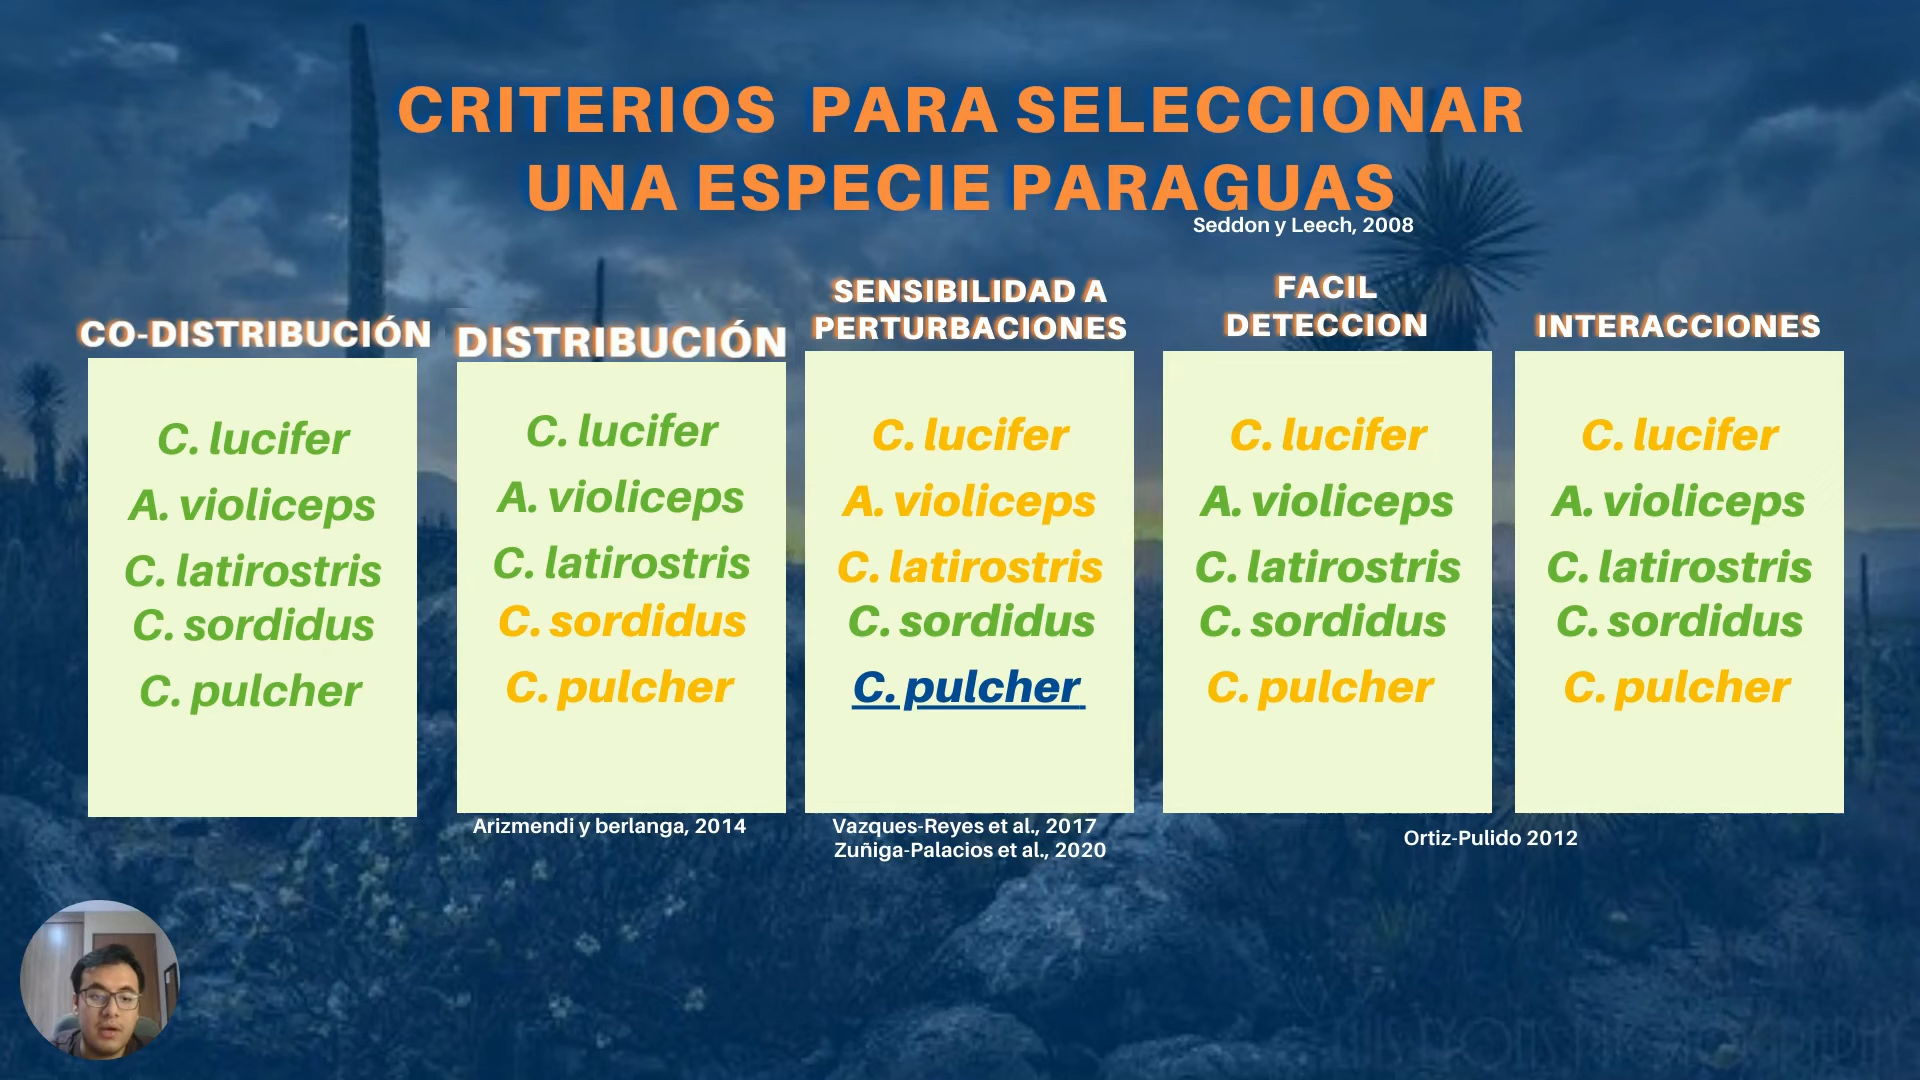 CRITERIOS PARA SELECCIONAR
UNA ESPECIE PARAGUAS
Seddon y Leech, 2008
CO-DISTRIBUCIÓN
C. lucifer
A. violiceps
C. latirostris
C. sordidus
C. pulcher
DISTRIBUCIÓN
C. lucifer
A. violiceps
C. latirostris
C. sordidus
C. pulcher
Arizmendi y berlanga, 2014
SENSIBILIDAD A
PERTURBACIONES
C. lucifer
A. violiceps
C. latirostris
C. sordidus
C. pulcher
Vazques-Reyes et al., 2017
Zuñiga-Palacios et al., 2020
FACIL
DETECCION
C. lucifer
A. violiceps
C. latirostris
C. sordidus
C. pulcher
INTERACCIONES
C. lucifer
A. violiceps
C. latirostris
C. sordidus
C. pulcher
Ortiz-Pulido 2012